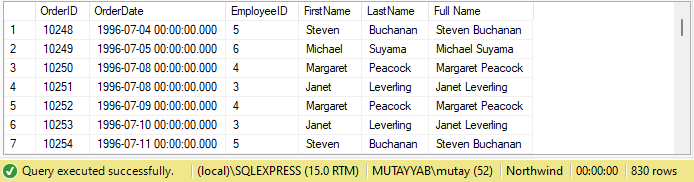 OrderID OrderDate EmployeeID FirstName LastName Full Name
1 10248 1996-07-04 00:00:00.000 5 Steven Buchanan Steven Buchanan
2 10249 1996-07-05 00:00:00.000 6 Michael Suyama Michael Suyama
3 10250 1996-07-08 00:00:00.000 4 Margaret Peacock Margaret Peacock
4 10251 1996-07-08 00:00:00.000 3 Janet Leverling Janet Leverling
5 10252 1996-07-09 00:00:00.000 4 Margaret Peacock Margaret Peacock
6 10253 1996-07-10 00:00:00.000 3 Janet Leverling Janet Leverling
7 10254 1996-07-11 00:00:00.000 5 Steven Buchanan Steven Buchanan
Query executed successfully. (local)\SQLEXPRESS (15.0 RTM) MUTAYYAB\mutay (52) Northwind 00:00:00 830 rows